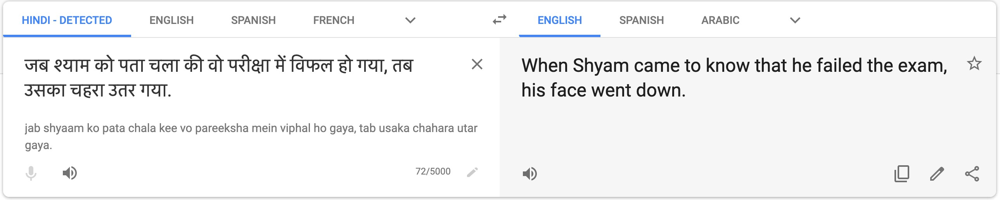 HINDI - DETECTED ENGLISH SPANISH FRENCH ENGLISH SPANISH ARABIC
जब श्याम को पता चला की वो परीक्षा में विफल हो गया, तब
उसका चहरा उतर गया.
jab shyaam ko pata chala kee vo pareeksha mein viphal ho gaya, tab usaka chahara utar
gaya.
72/5000
When Shyam came to know that he failed the exam,
his face went down.